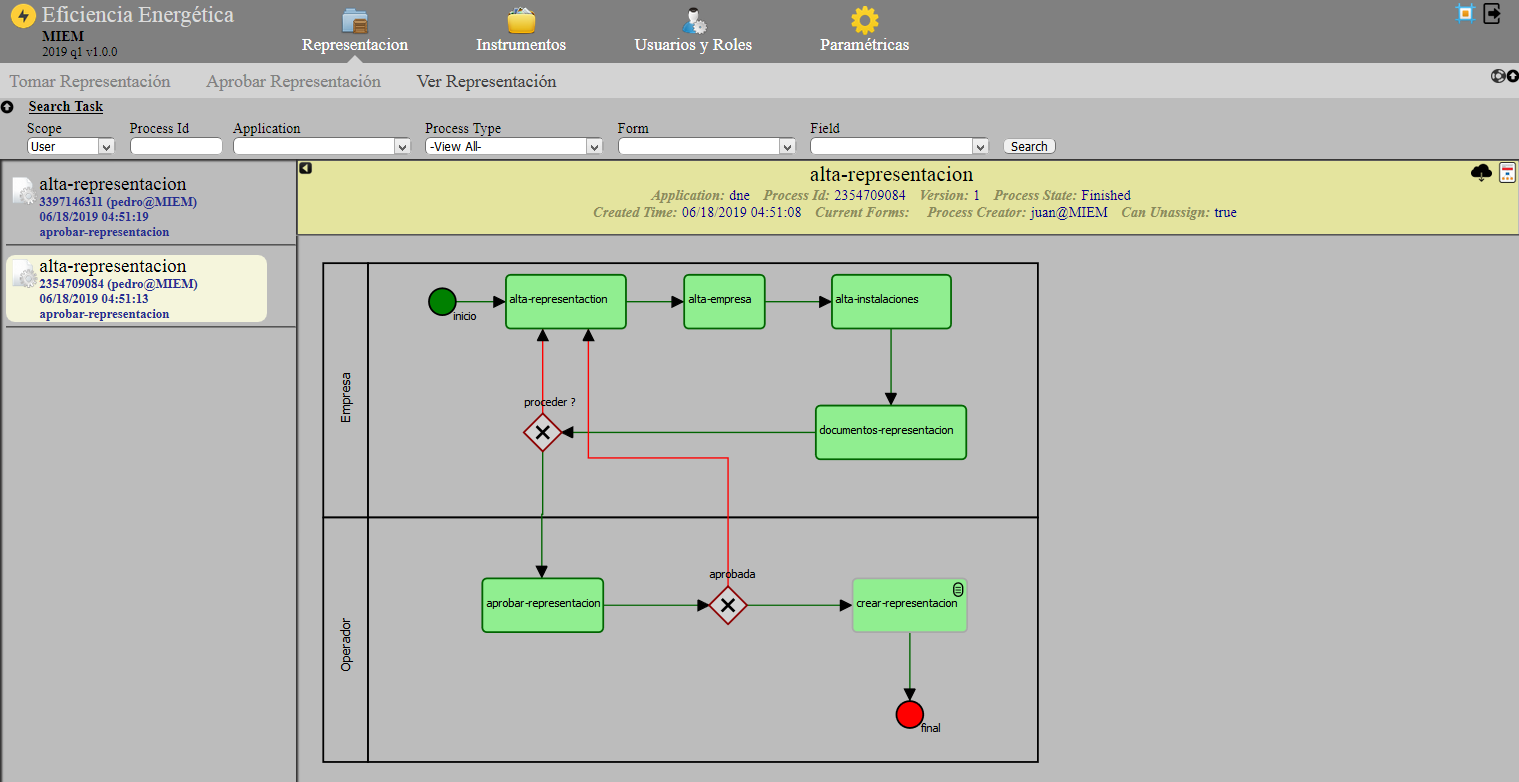 Eficiencia Energética
MIEM
2019 q1 v1.0.0
Representacion
Instrumentos
Usuarios y Roles
Paramétricas
Tomar Representación
Aprobar Representación
Ver Representación
Search Task
Scope
Process Id
Application
Process Type
Form
Field
User
-View All-
Search
alta-representacion
3397146311 (pedro@MIEM)
06/18/2019 04:51:19
aprobar-representacion
alta-representacion
2354709084 (pedro@MIEM)
06/18/2019 04:51:13
aprobar-representacion
alta-representacion
Application: dne Process Id: 2354709084 Version: 1 Process State: Finished
Created Time: 06/18/2019 04:51:08 Current Forms: Process Creator: juan@MIEM Can Unassign: true
Empresa
inicio
alta-representaction
alta-empresa
alta-instalaciones
proceder ?
documentos-representacion
Operador
aprobar-representacion
aprobada
crear-representacion
final